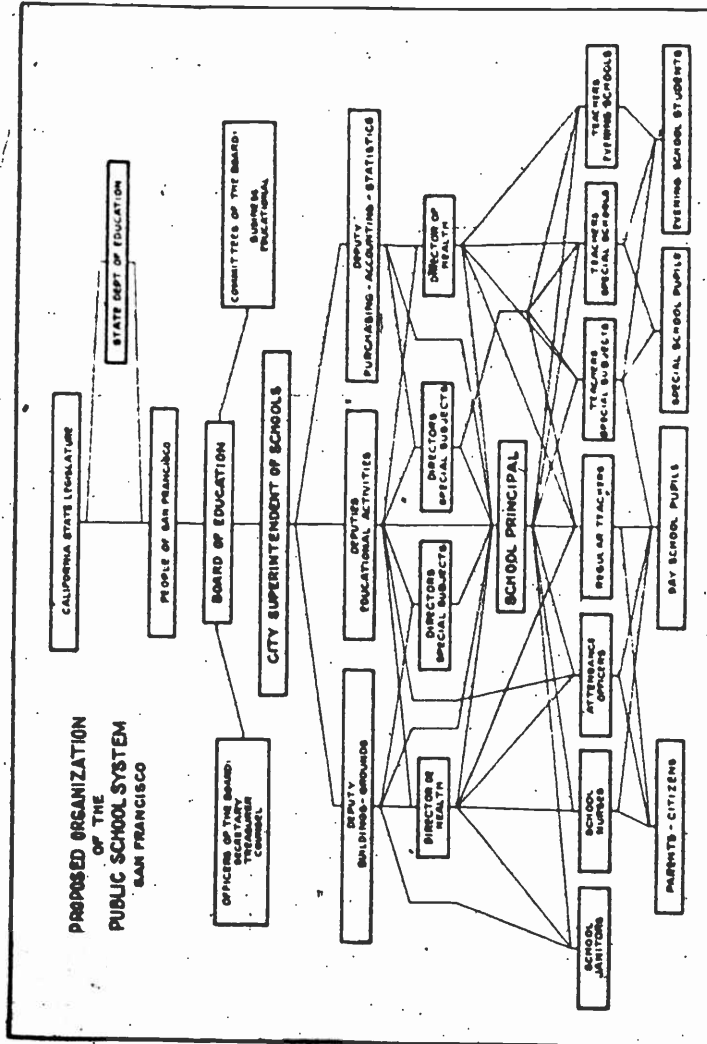 PROPOSED ORGANIZATION
OF THE
PUBLIC SCHOOL SYSTEM
SAN FRANCISCO
CALIFORNIA STATE LEGISLATURE
STATE DEPT OF EDUCATION
PEOPLE OF SAN FRANCISCO
BOARD OF EDUCATION
OFFICERS OF THE BOARD:
SECRETARY
TREASURER
COUNSEL
COMMITTEES OF THE BOARD:
BUSINESS
EDUCATIONAL
CITY SUPERINTENDENT OF SCHOOLS
DEPUTY
BUILDINGS - GROUNDS
DEPUTIES
EDUCATIONAL ACTIVITIES
DEPUTY
PURCHASING - ACCOUNTING - STATISTICS
DIRECTOR OF
HEALTH
DIRECTORS
SPECIAL SUBJECTS
DIRECTORS
SPECIAL SUBJECTS
DIRECTOR OF
HEALTH
SCHOOL PRINCIPAL
SCHOOL
JANITORS
SCHOOL
NURSES
ATTENDANCE
OFFICERS
REGULAR TEACHERS
TEACHERS
SPECIAL SUBJECTS
TEACHERS
SPECIAL SCHOOLS
TEACHERS
EVENING SCHOOLS
PARENTS - CITIZENS
DAY SCHOOL PUPILS
SPECIAL SCHOOL PUPILS
EVENING SCHOOL STUDENTS